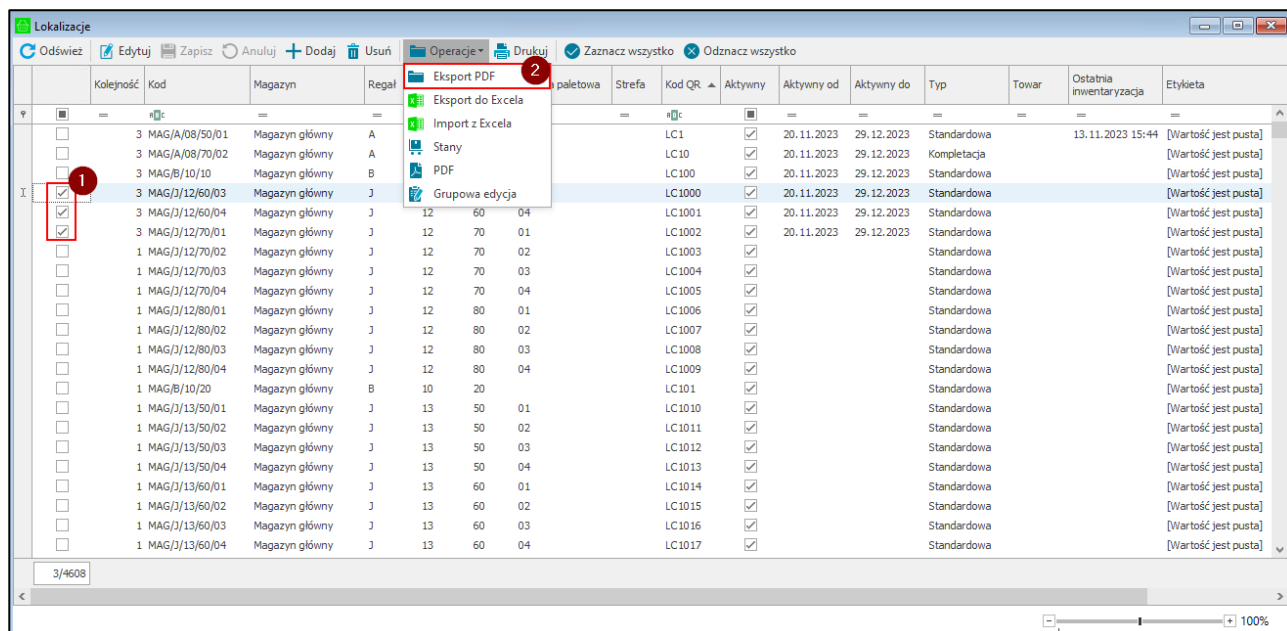 Lokalizacje
Odśwież Edytuj Zapisz Anuluj Dodaj Usuń Operacje Drukuj Zaznacz wszystko Odznacz wszystko
Kolejność Kod Magazyn Regał paletowa Strefa Kod QR Aktywny Aktywny od Aktywny do Typ Towar Ostatnia inwentaryzacja Etykieta
Eksport PDF 2
Eksport do Excela
Import z Excela
Stany
PDF
Grupowa edycja
1
3 MAG/A/08/50/01 Magazyn główny A LC1 20.11.2023 29.12.2023 Standardowa 13.11.2023 15:44 [Wartość jest pusta]
3 MAG/A/08/70/02 Magazyn główny A LC10 20.11.2023 29.12.2023 Kompletacja [Wartość jest pusta]
3 MAG/B/10/10 Magazyn główny B LC100 20.11.2023 29.12.2023 Standardowa [Wartość jest pusta]
3 MAG/J/12/60/03 Magazyn główny J LC1000 20.11.2023 29.12.2023 Standardowa [Wartość jest pusta]
3 MAG/J/12/60/04 Magazyn główny J 12 60 04 LC1001 20.11.2023 29.12.2023 Standardowa [Wartość jest pusta]
3 MAG/J/12/70/01 Magazyn główny J 12 70 01 LC1002 20.11.2023 29.12.2023 Standardowa [Wartość jest pusta]
1 MAG/J/12/70/02 Magazyn główny J 12 70 02 LC1003 Standardowa [Wartość jest pusta]
1 MAG/J/12/70/03 Magazyn główny J 12 70 03 LC1004 Standardowa [Wartość jest pusta]
1 MAG/J/12/70/04 Magazyn główny J 12 70 04 LC1005 Standardowa [Wartość jest pusta]
1 MAG/J/12/80/01 Magazyn główny J 12 80 01 LC1006 Standardowa [Wartość jest pusta]
1 MAG/J/12/80/02 Magazyn główny J 12 80 02 LC1007 Standardowa [Wartość jest pusta]
1 MAG/J/12/80/03 Magazyn główny J 12 80 03 LC1008 Standardowa [Wartość jest pusta]
1 MAG/J/12/80/04 Magazyn główny J 12 80 04 LC1009 Standardowa [Wartość jest pusta]
1 MAG/B/10/20 Magazyn główny B 10 20 LC101 Standardowa [Wartość jest pusta]
1 MAG/J/13/50/01 Magazyn główny J 13 50 01 LC1010 Standardowa [Wartość jest pusta]
1 MAG/J/13/50/02 Magazyn główny J 13 50 02 LC1011 Standardowa [Wartość jest pusta]
1 MAG/J/13/50/03 Magazyn główny J 13 50 03 LC1012 Standardowa [Wartość jest pusta]
1 MAG/J/13/50/04 Magazyn główny J 13 50 04 LC1013 Standardowa [Wartość jest pusta]
1 MAG/J/13/60/01 Magazyn główny J 13 60 01 LC1014 Standardowa [Wartość jest pusta]
1 MAG/J/13/60/02 Magazyn główny J 13 60 02 LC1015 Standardowa [Wartość jest pusta]
1 MAG/J/13/60/03 Magazyn główny J 13 60 03 LC1016 Standardowa [Wartość jest pusta]
1 MAG/J/13/60/04 Magazyn główny J 13 60 04 LC1017 Standardowa [Wartość jest pusta]
3/4608
100%